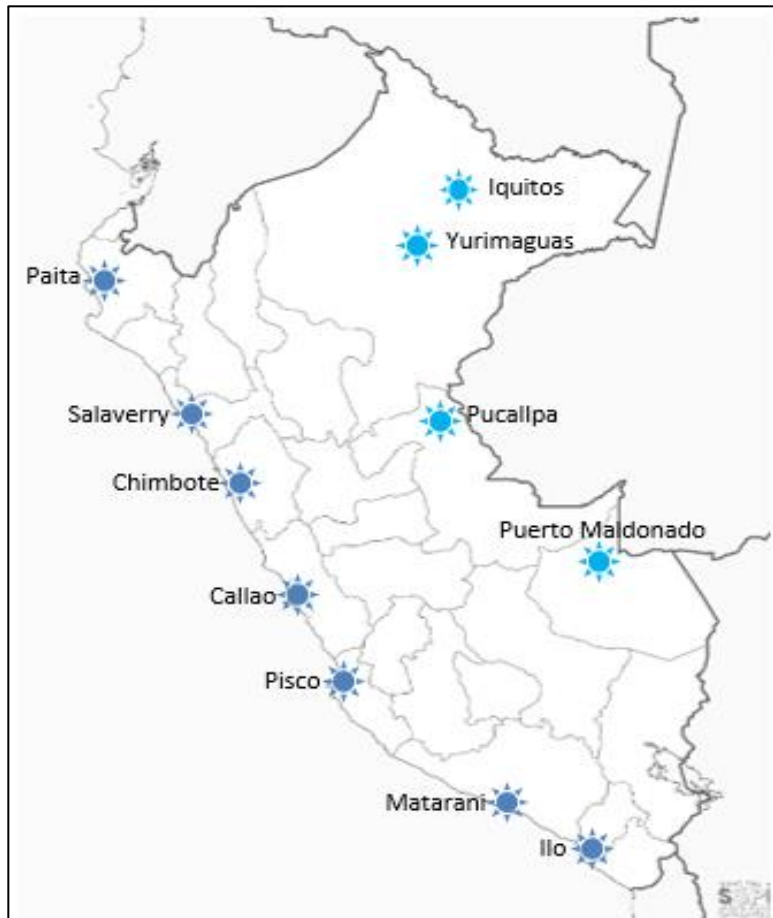 Iquitos
Yurimaguas
Paita
Salaverry
Pucallpa
Chimbote
Puerto Maldonado
Callao
Pisco
Matarani
Ilo